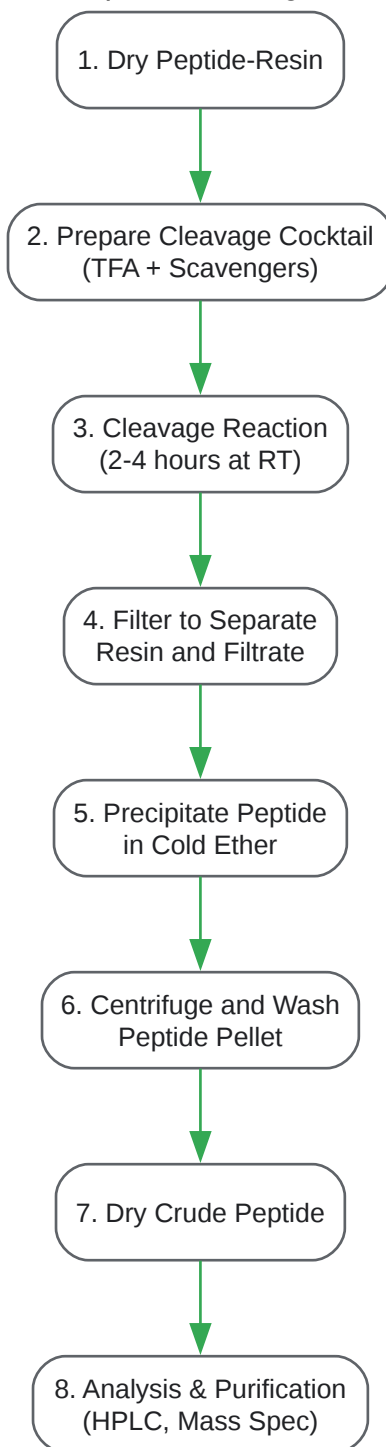 1. Dry Peptide-Resin
2. Prepare Cleavage Cocktail
(TFA + Scavengers)
3. Cleavage Reaction
(2-4 hours at RT)
4. Filter to Separate
Resin and Filtrate
5. Precipitate Peptide
in Cold Ether
6. Centrifuge and Wash
Peptide Pellet
7. Dry Crude Peptide
8. Analysis & Purification
(HPLC, Mass Spec)